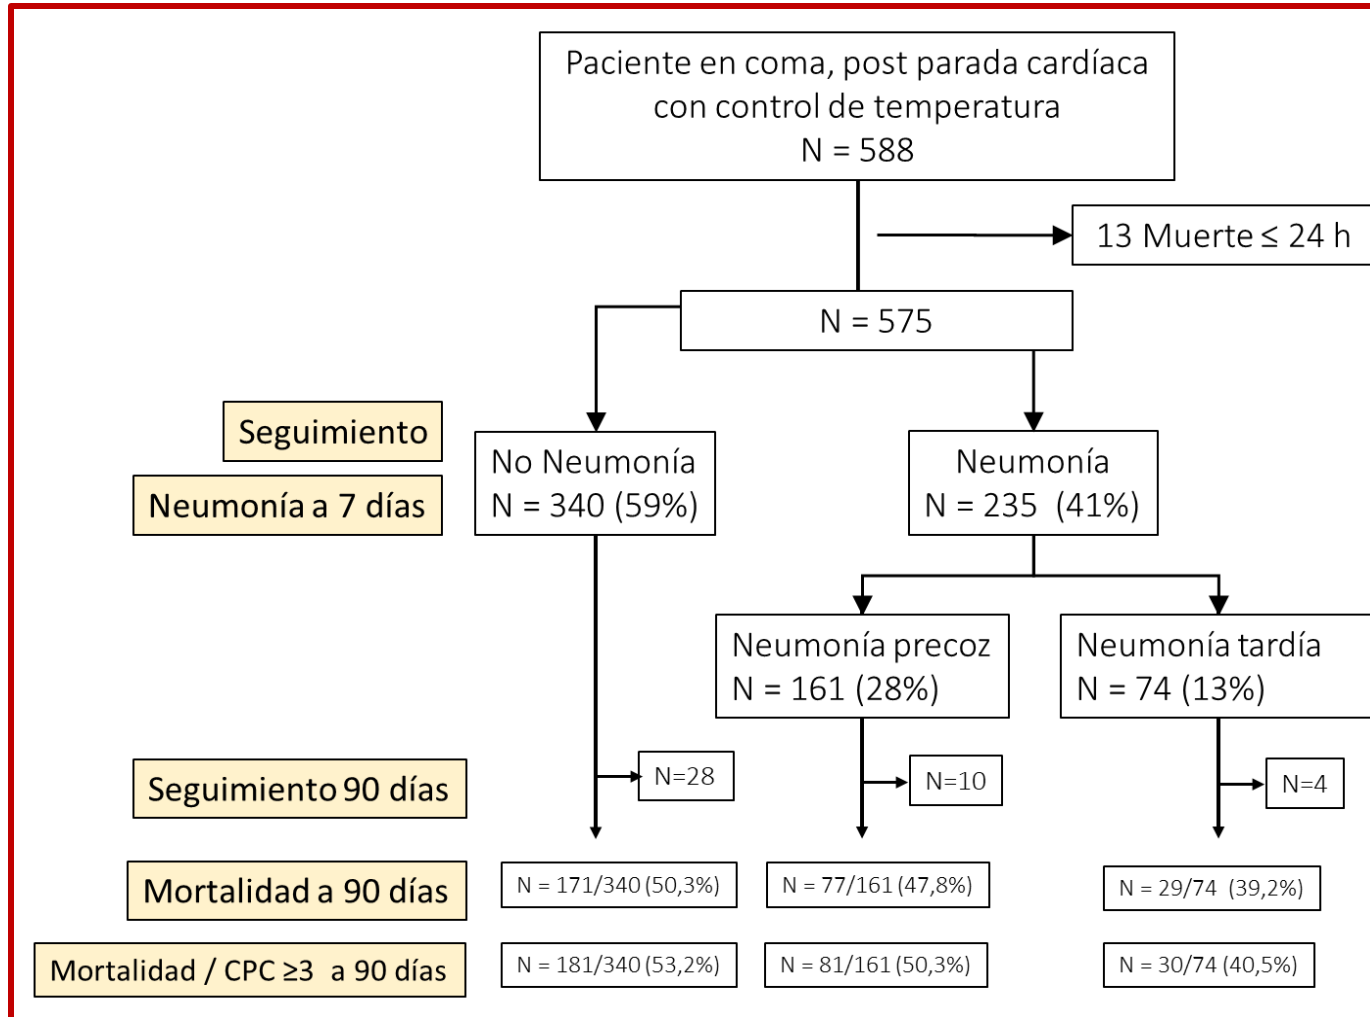 Paciente en coma, post parada cardíaca
con control de temperatura
N = 588
13 Muerte ≤ 24 h
N = 575
Seguimiento
Neumonía a 7 días
No Neumonía
N = 340 (59%)
Neumonía
N = 235 (41%)
Neumonía precoz
N = 161 (28%)
Neumonía tardía
N = 74 (13%)
Seguimiento 90 días
N=28
N=10
N=4
Mortalidad a 90 días
N = 171/340 (50,3%)
N = 77/161 (47,8%)
N = 29/74 (39,2%)
Mortalidad / CPC ≥3 a 90 días
N = 181/340 (53,2%)
N = 81/161 (50,3%)
N = 30/74 (40,5%)